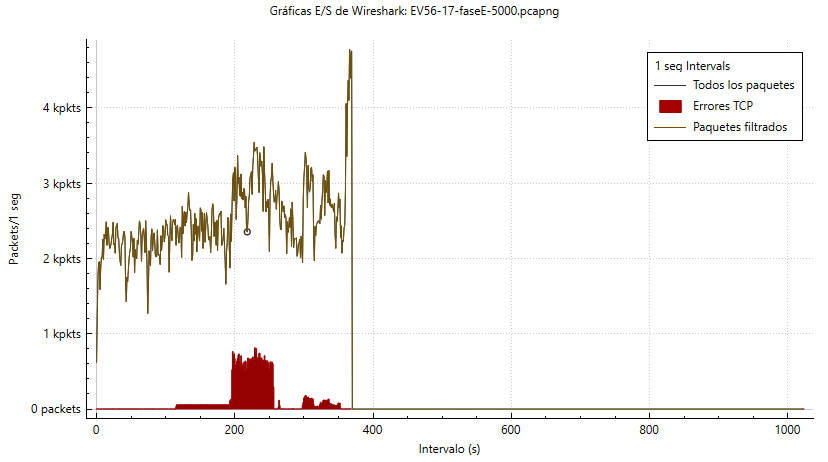 Gráficas E/S de Wireshark: EV56-17-faseE-5000.pcapng
1 seq Intervals
Todos los paquetes
Errores TCP
Paquetes filtrados
Packets/1 seg
4 kpkts
3 kpkts
2 kpkts
1 kpkts
0 packets
0
200
400
600
800
1000
Intervalo (s)